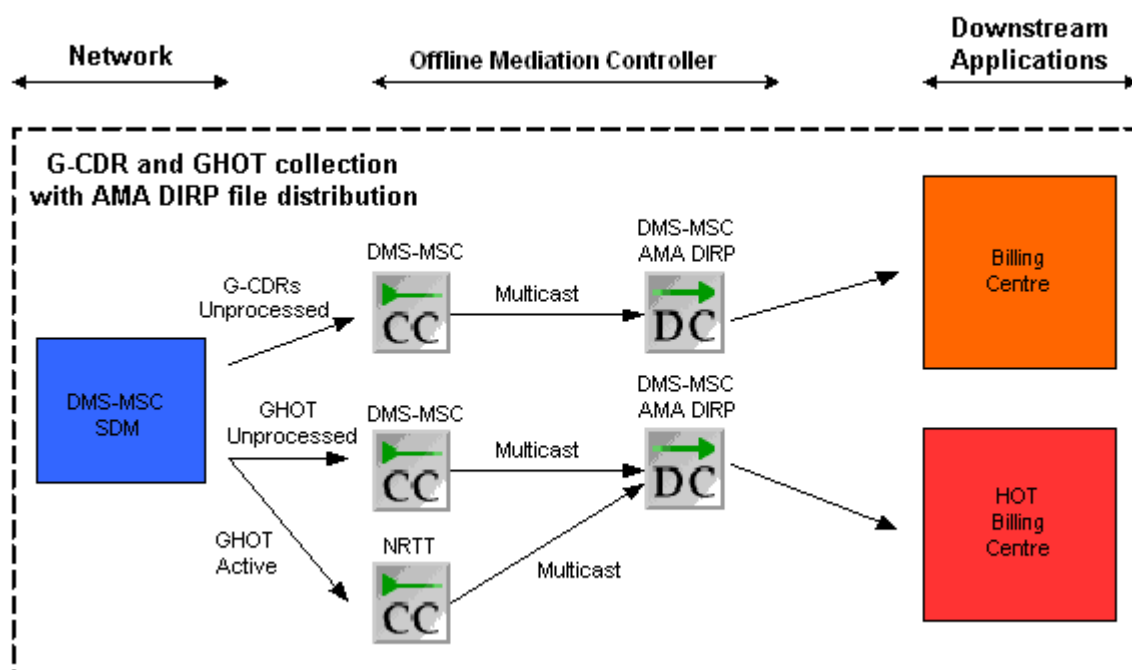 Network
Offline Mediation Controller
Downstream
Applications
G-CDR and GHOT collection
with AMA DIRP file distribution
DMS-MSC
SDM
G-CDRs
Unprocessed
DMS-MSC
CC
Multicast
DMS-MSC
AMA DIRP
DC
Billing
Centre
GHOT
Unprocessed
DMS-MSC
CC
Multicast
DMS-MSC
AMA DIRP
DC
HOT
Billing
Centre
GHOT
Active
NRTT
CC
Multicast